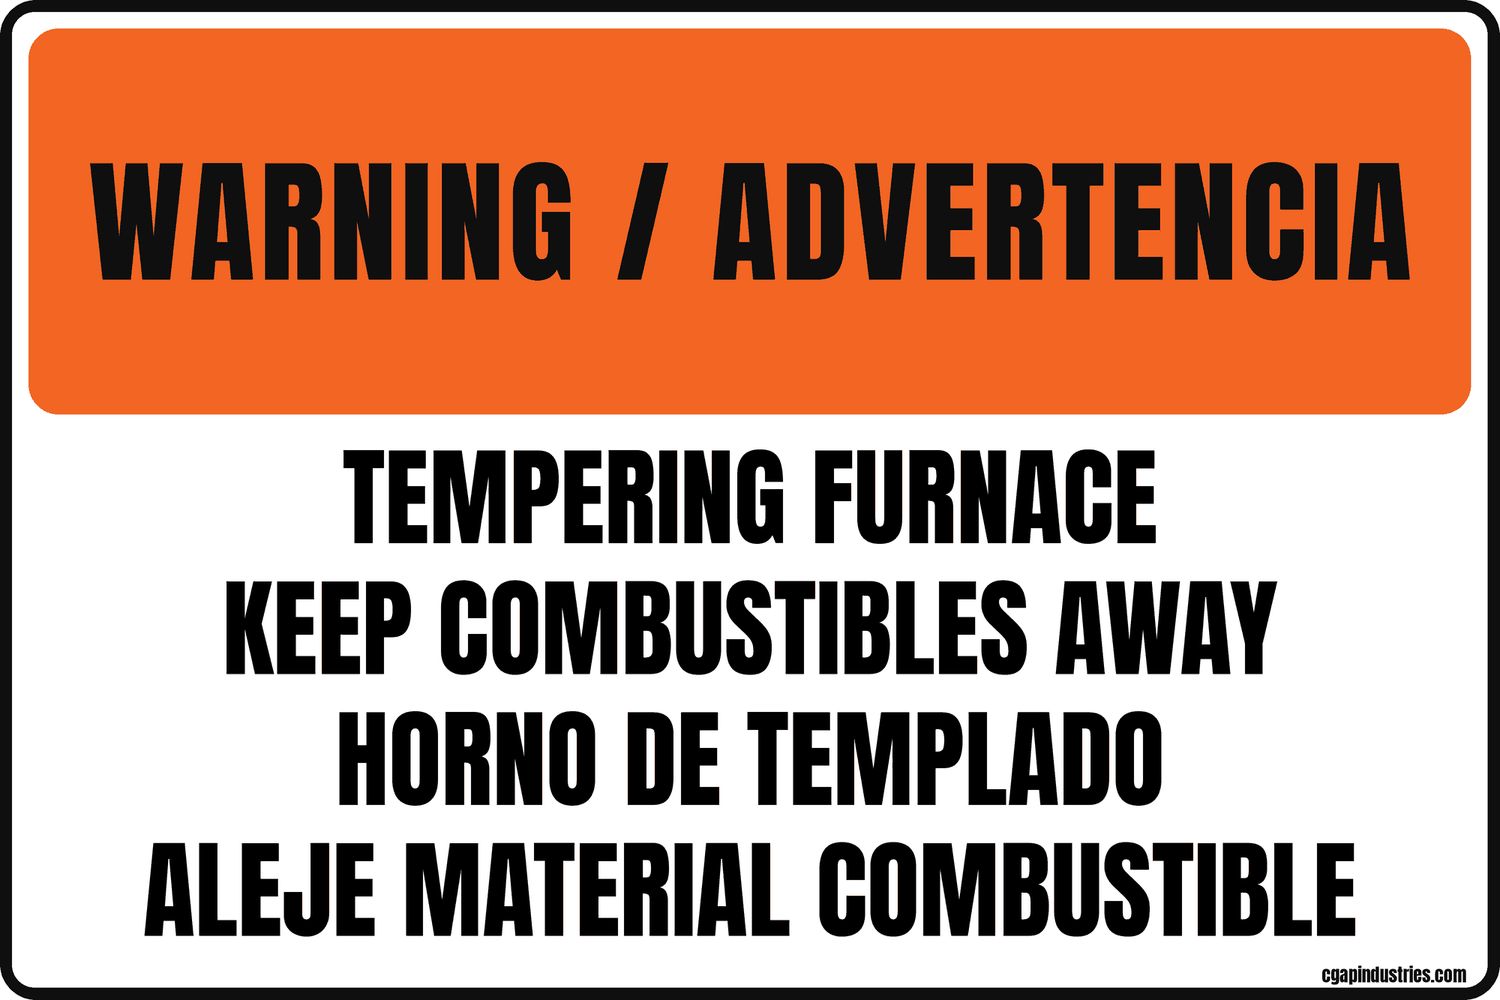 WARNING / ADVERTENCIA
TEMPERING FURNACE
KEEP COMBUSTIBLES AWAY
HORNO DE TEMPLADO
ALEJE MATERIAL COMBUSTIBLE
cgapindustries.com